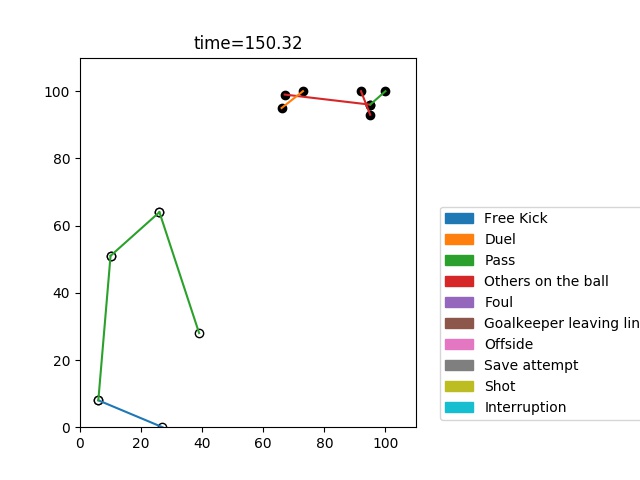 time=150.32
100
80
60
40
20
0
0 20 40 60 80 100
Free Kick
Duel
Pass
Others on the ball
Foul
Goalkeeper leaving lin
Offside
Save attempt
Shot
Interruption